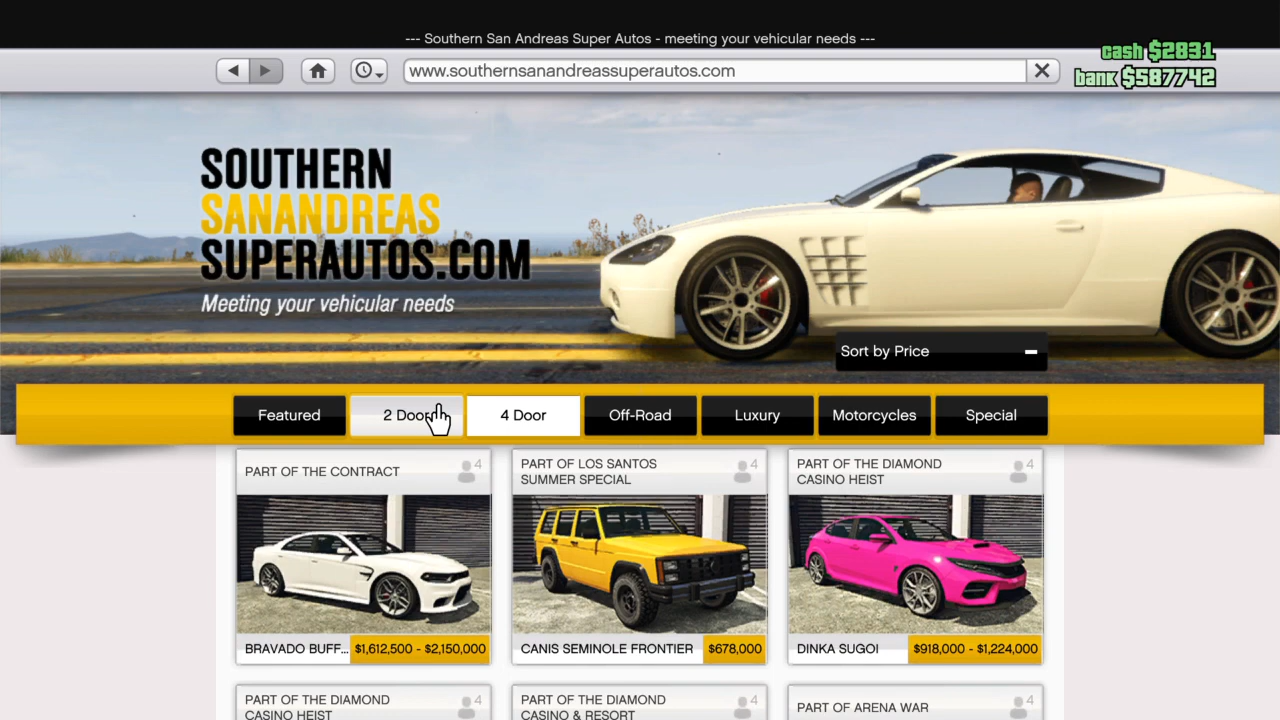 --- Southern San Andreas Super Autos - meeting your vehicular needs ---
cash $2831
www.southernsanandreassuperautos.com
bank $587742
SOUTHERN
SANANDREAS
SUPERAUTOS.COM
Meeting your vehicular needs
Sort by Price
Featured
2 Door
4 Door
Off-Road
Luxury
Motorcycles
Special
PART OF THE CONTRACT
4
BRAVADO BUFF...
$1,612,500 - $2,150,000
PART OF LOS SANTOS
SUMMER SPECIAL
4
CANIS SEMINOLE FRONTIER
$678,000
PART OF THE DIAMOND
CASINO HEIST
4
DINKA SUGOI
$918,000 - $1,224,000
PART OF THE DIAMOND
CASINO HEIST
4
PART OF THE DIAMOND
CASINO & RESORT
4
PART OF ARENA WAR
4